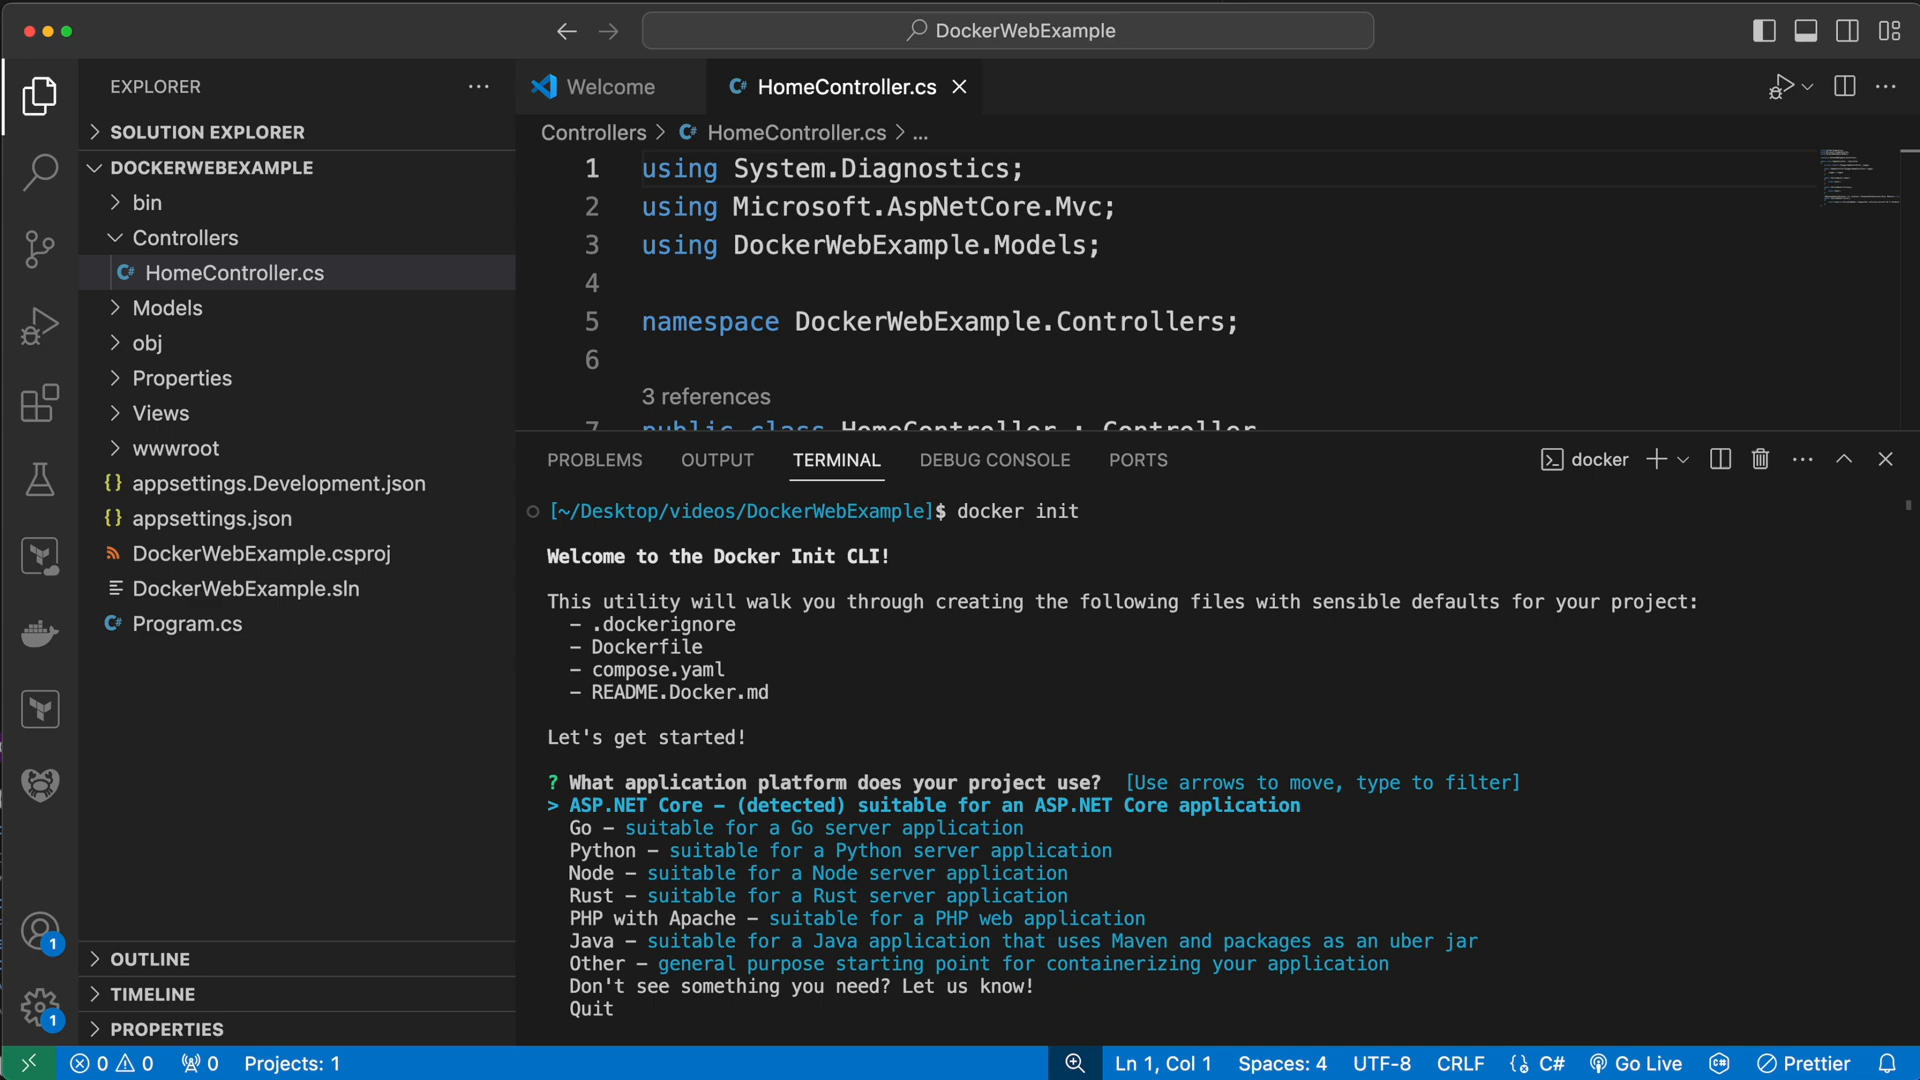 DockerWebExample
EXPLORER
SOLUTION EXPLORER
DOCKERWEBEXAMPLE
bin
Controllers
HomeController.cs
Models
obj
Properties
Views
wwwroot
{} appsettings.Development.json
{} appsettings.json
DockerWebExample.csproj
DockerWebExample.sln
C# Program.cs
OUTLINE
TIMELINE
PROPERTIES
1
1
Welcome
C# HomeController.cs
Controllers > C# HomeController.cs > ...
1 using System.Diagnostics;
2 using Microsoft.AspNetCore.Mvc;
3 using DockerWebExample.Models;
4
5 namespace DockerWebExample.Controllers;
6
3 references
7 public class HomeController : Controller
PROBLEMS OUTPUT TERMINAL DEBUG CONSOLE PORTS
docker
[~/Desktop/videos/DockerWebExample]$ docker init
Welcome to the Docker Init CLI!
This utility will walk you through creating the following files with sensible defaults for your project:
- .dockerignore
- Dockerfile
- compose.yaml
- README.Docker.md
Let's get started!
? What application platform does your project use? [Use arrows to move, type to filter]
> ASP.NET Core - (detected) suitable for an ASP.NET Core application
Go - suitable for a Go server application
Python - suitable for a Python server application
Node - suitable for a Node server application
Rust - suitable for a Rust server application
PHP with Apache - suitable for a PHP web application
Java - suitable for a Java application that uses Maven and packages as an uber jar
Other - general purpose starting point for containerizing your application
Don't see something you need? Let us know!
Quit
0 0 0 Projects: 1 Ln 1, Col 1 Spaces: 4 UTF-8 CRLF C# Go Live Prettier